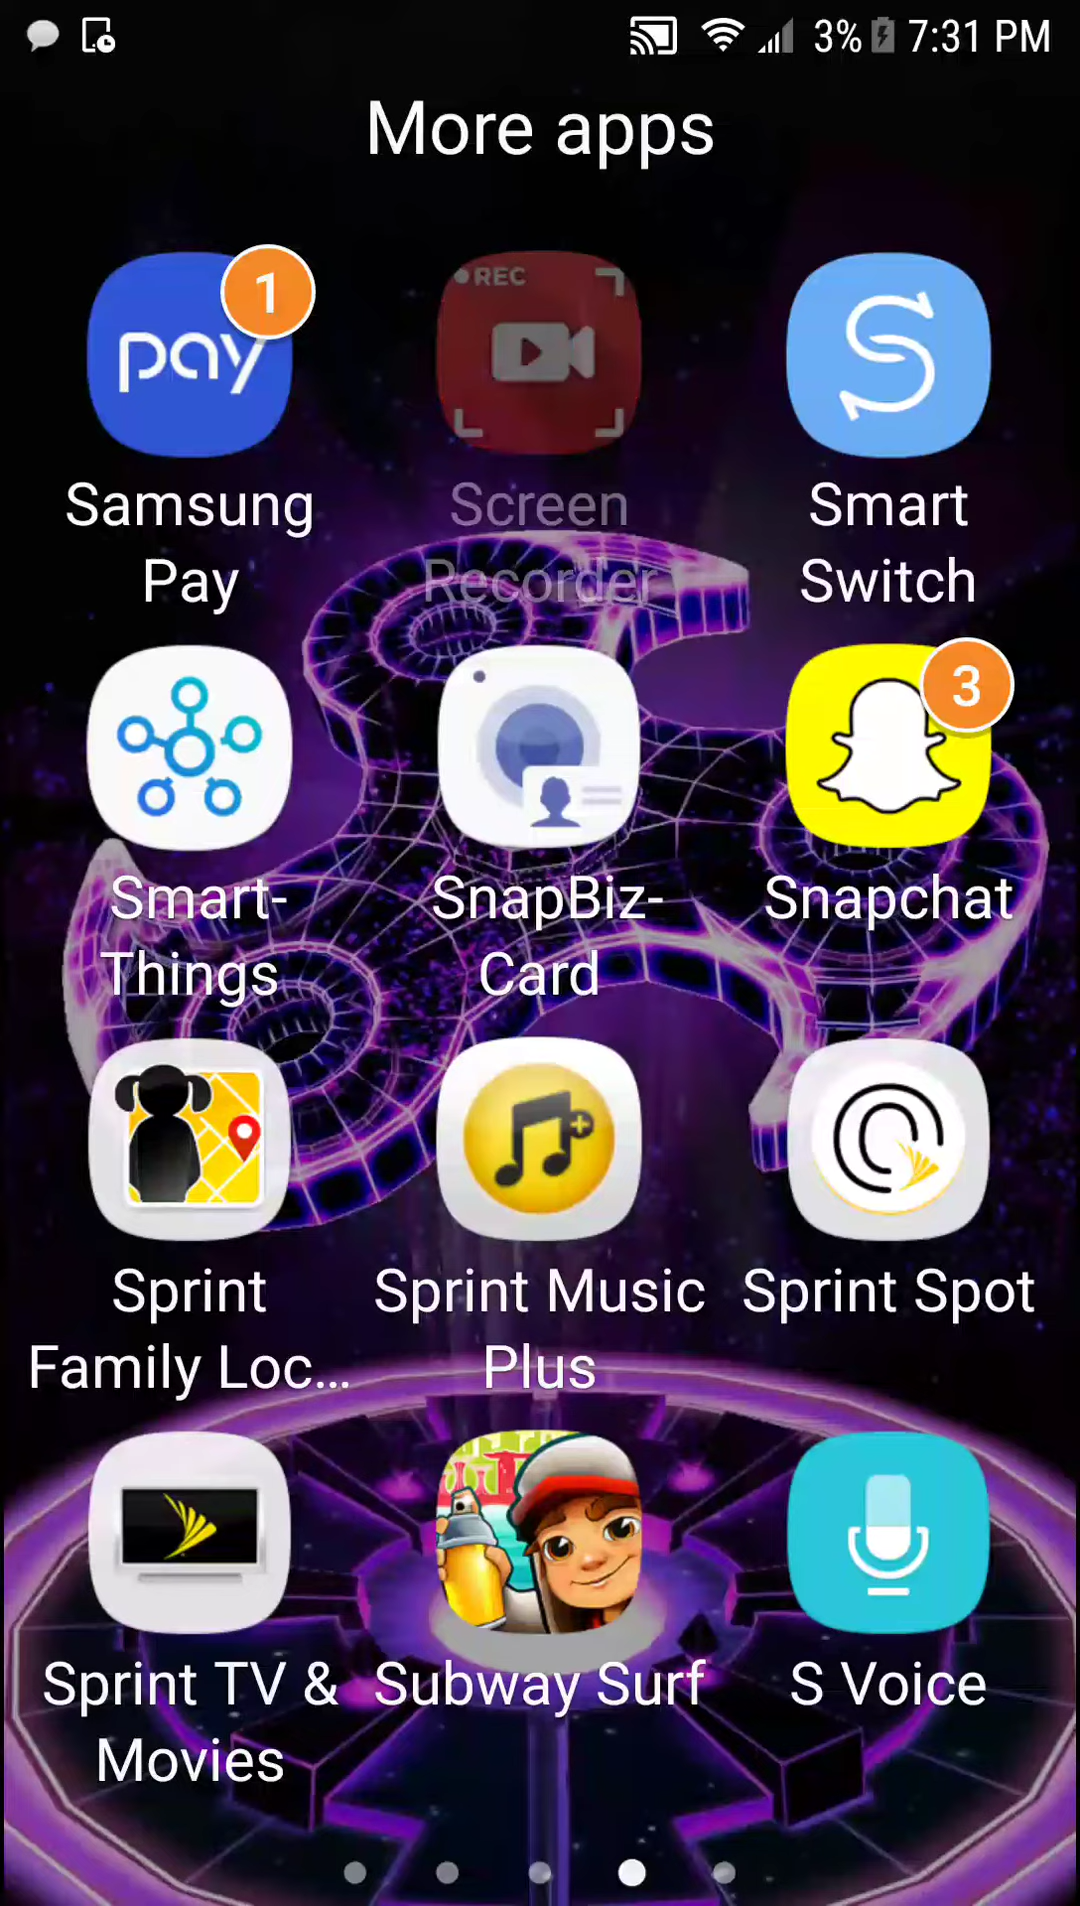 3% 7:31 PM
More apps
pay
1
REC
Samsung
Pay
Screen
Recorder
Smart
Switch
3
Smart-
Things
SnapBiz-
Card
Snapchat
Sprint
Family Loc...
Sprint Music
Plus
Sprint Spot
Sprint TV &
Movies
Subway Surf
S Voice